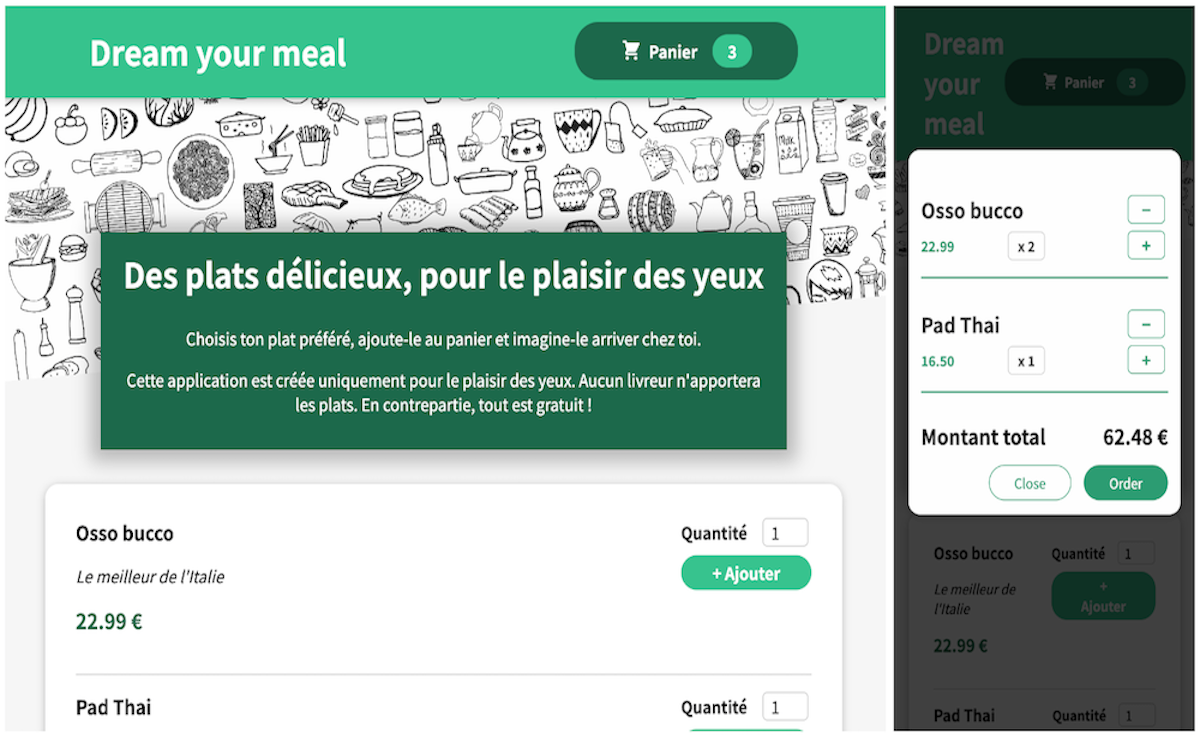 Dream your meal
Panier 3
Des plats délicieux, pour le plaisir des yeux
Choisis ton plat préféré, ajoute-le au panier et imagine-le arriver chez toi.
Cette application est créée uniquement pour le plaisir des yeux. Aucun livreur n'apportera
les plats. En contrepartie, tout est gratuit !
Osso bucco
Quantité 1
+ Ajouter
Le meilleur de l'Italie
22.99 €
Pad Thai
Quantité 1
Dream
your
meal
Panier 3
Osso bucco
−
22.99
x 2
+
Pad Thai
−
16.50
x 1
+
Montant total 62.48 €
Close
Order
Osso bucco
Quantité 1
Le meilleur de
l'Italie
+
Ajouter
22.99 €
Pad Thai
Quantité 1